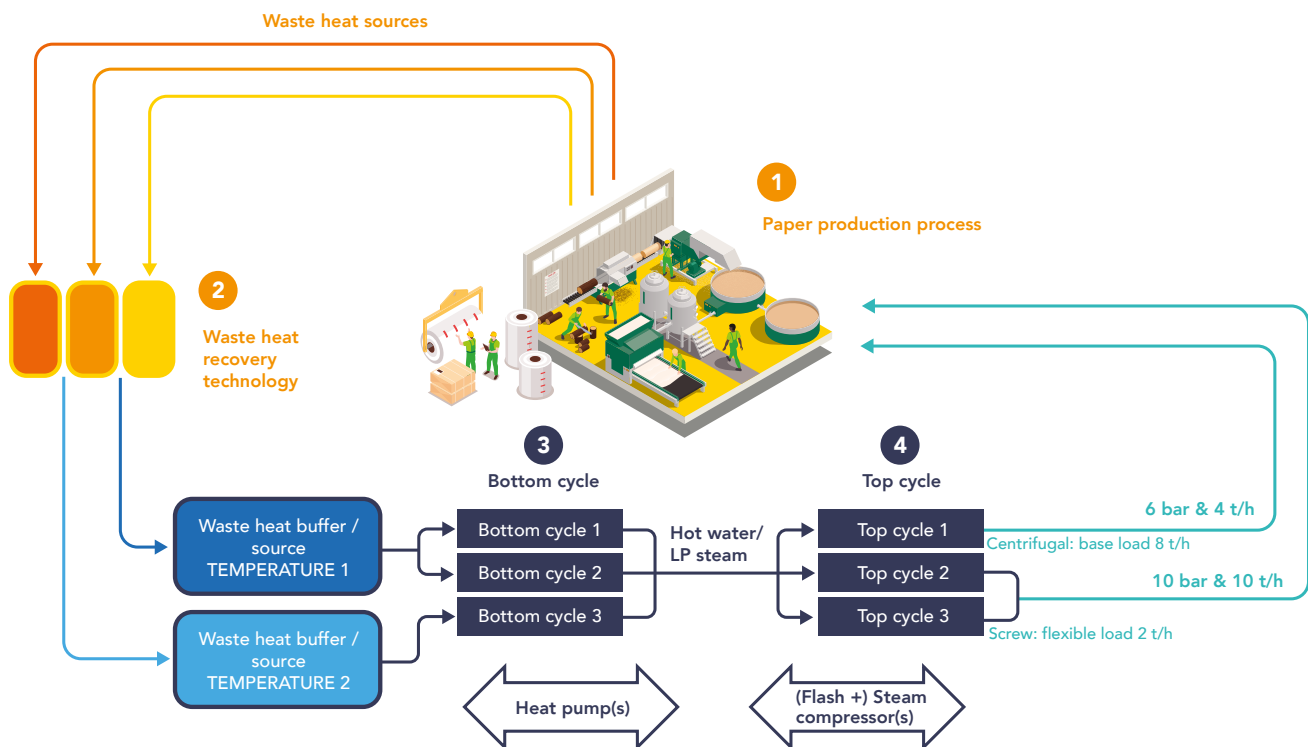 Waste heat sources
1
Paper production process
2
Waste heat
recovery
technology
3
Bottom cycle
4
Top cycle
Waste heat buffer /
source
TEMPERATURE 1
Waste heat buffer /
source
TEMPERATURE 2
Bottom cycle 1
Bottom cycle 2
Bottom cycle 3
Hot water/
LP steam
Top cycle 1
Top cycle 2
Top cycle 3
6 bar & 4 t/h
Centrifugal: base load 8 t/h
10 bar & 10 t/h
Screw: flexible load 2 t/h
Heat pump(s)
(Flash +) Steam
compressor(s)